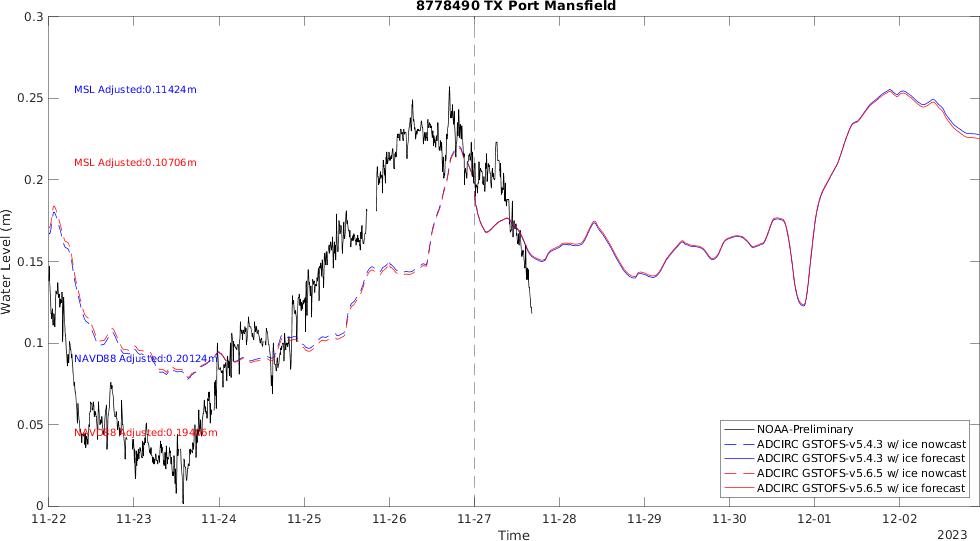 8778490 TX Port Mansfield
0.3
0.25
0.2
0.15
0.1
0.05
0
Water Level (m)
MSL Adjusted:0.11424m
MSL Adjusted:0.10706m
NAVD88 Adjusted:0.20124m
NOAA-Preliminary
ADCIRC GSTOFS-v5.4.3 w/ ice nowcast
ADCIRC GSTOFS-v5.4.3 w/ ice forecast
ADCIRC GSTOFS-v5.6.5 w/ ice nowcast
ADCIRC GSTOFS-v5.6.5 w/ ice forecast
NAVD88 Adjusted:
11-22 11-23 11-24 11-25 11-26 11-27 11-28 11-29 11-30 12-01 12-02
Time
2023